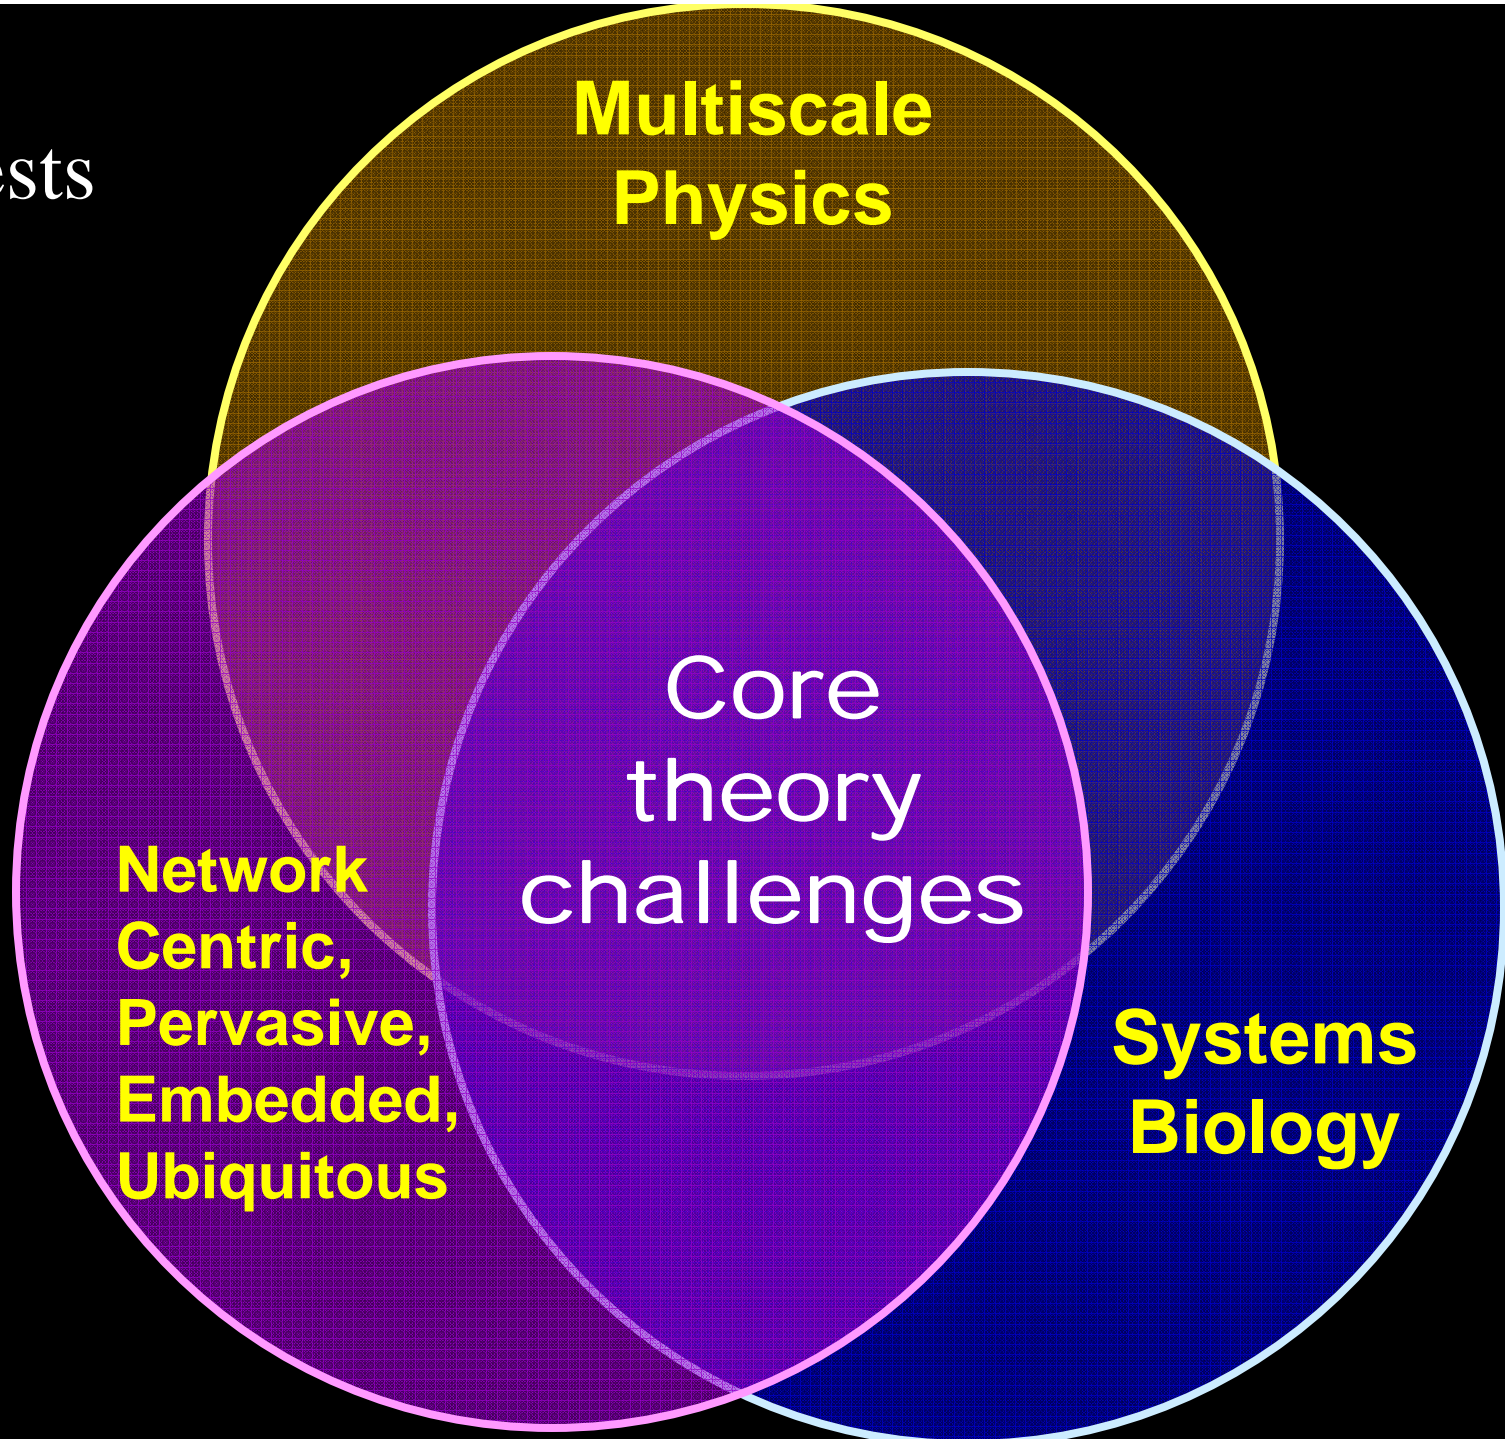 Multiscale
Physics
ests
Core
theory
challenges
Network
Centric,
Pervasive,
Embedded,
Ubiquitous
Systems
Biology